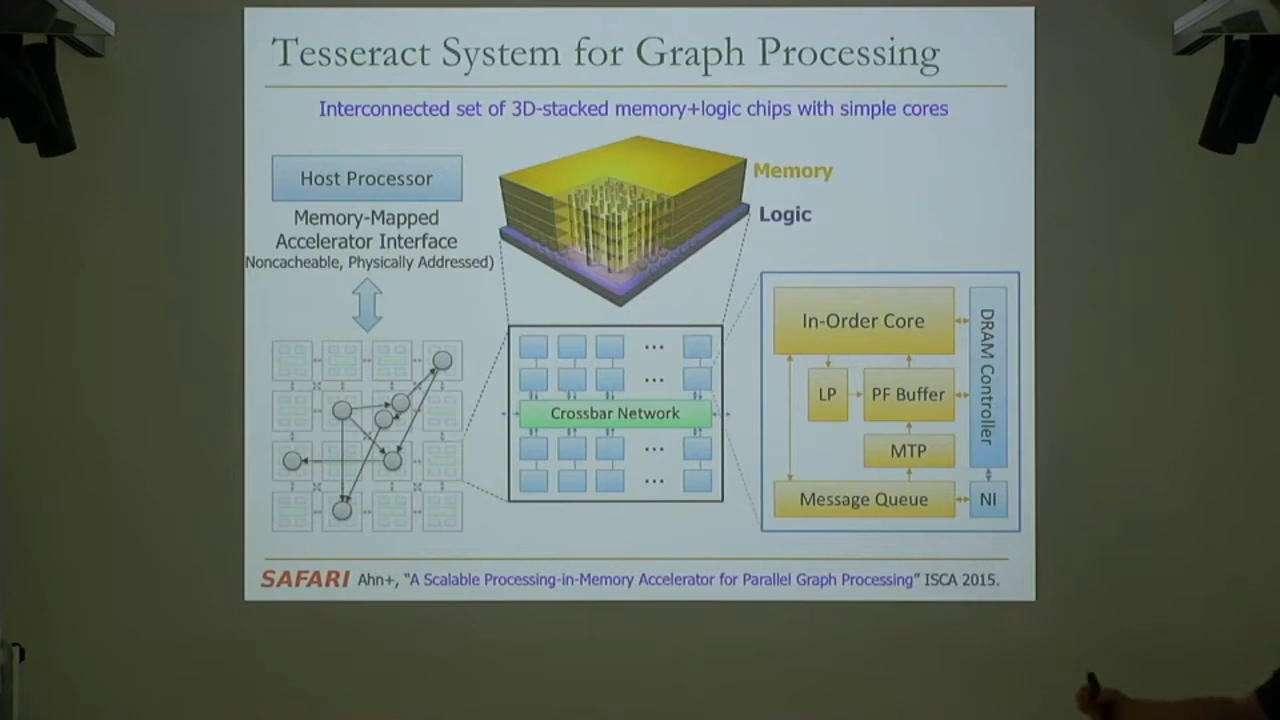 Tesseract System for Graph Processing
Interconnected set of 3D-stacked memory+logic chips with simple cores
Host Processor
Memory-Mapped
Accelerator Interface
Noncacheable, Physically Addressed)
Memory
Logic
...
...
Crossbar Network
...
...
In-Order Core
LP
PF Buffer
MTP
Message Queue
DRAM Controller
NI
SAFARI Ahn+, “A Scalable Processing-in-Memory Accelerator for Parallel Graph Processing” ISCA 2015.